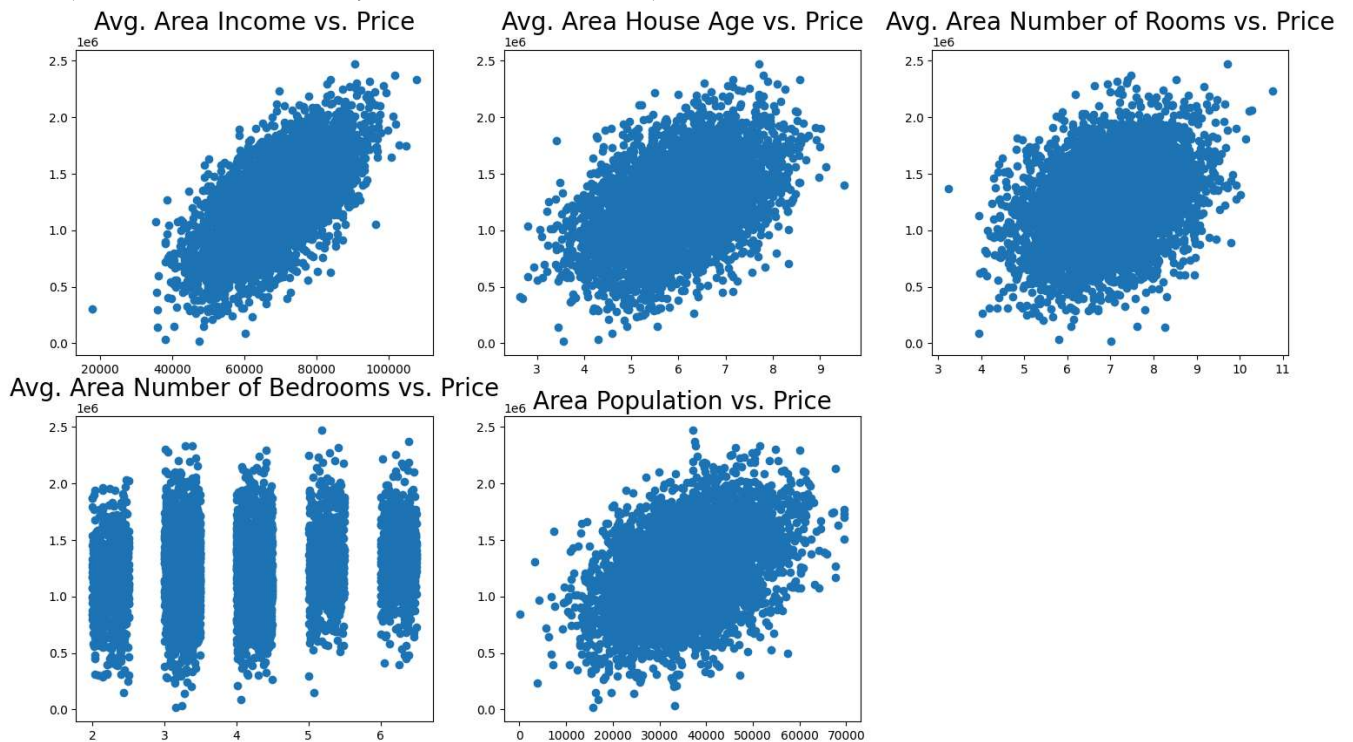 Avg. Area Income vs. Price
1e6
2.5
2.0
1.5
1.0
0.5
0.0
20000 40000 60000 80000 100000
Avg. Area House Age vs. Price
1e6
2.5
2.0
1.5
1.0
0.5
0.0
3 4 5 6 7 8 9
Avg. Area Number of Rooms vs. Price
1e6
2.5
2.0
1.5
1.0
0.5
0.0
3 4 5 6 7 8 9 10 11
Avg. Area Number of Bedrooms vs. Price
1e6
2.5
2.0
1.5
1.0
0.5
0.0
2 3 4 5 6
Area Population vs. Price
1e6
2.5
2.0
1.5
1.0
0.5
0.0
0 10000 20000 30000 40000 50000 60000 70000